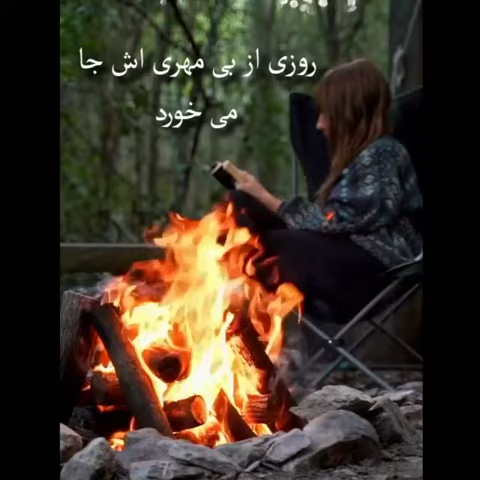 روزی از بی مهری اش جا
می خورد